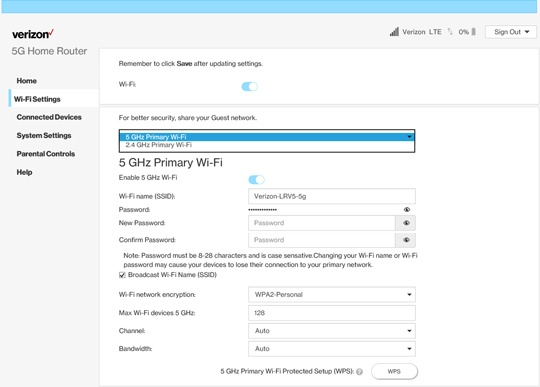 verizon
5G Home Router
Verizon LTE 0% Sign Out
Home
Wi-Fi Settings
Connected Devices
System Settings
Parental Controls
Help
Remember to click Save after updating settings.
Wi-Fi:
For better security, share your Guest network.
5 GHz Primary Wi-Fi
2.4 GHz Primary Wi-Fi
5 GHz Primary Wi-Fi
Enable 5 GHz Wi-Fi
Wi-Fi name (SSID): Verizon-LRV5-5g
Password: •••••••••••••
New Password: Password
Confirm Password: Password
Note: Password must be 8-28 characters and is case sensitive.Changing your Wi-Fi name or Wi-Fi
password may cause your devices to lose their connection to your primary network.
Broadcast Wi-Fi Name (SSID)
Wi-Fi network encryption: WPA2-Personal
Max Wi-Fi devices 5 GHz: 128
Channel: Auto
Bandwidth: Auto
5 GHz Primary Wi-Fi Protected Setup (WPS): ? WPS